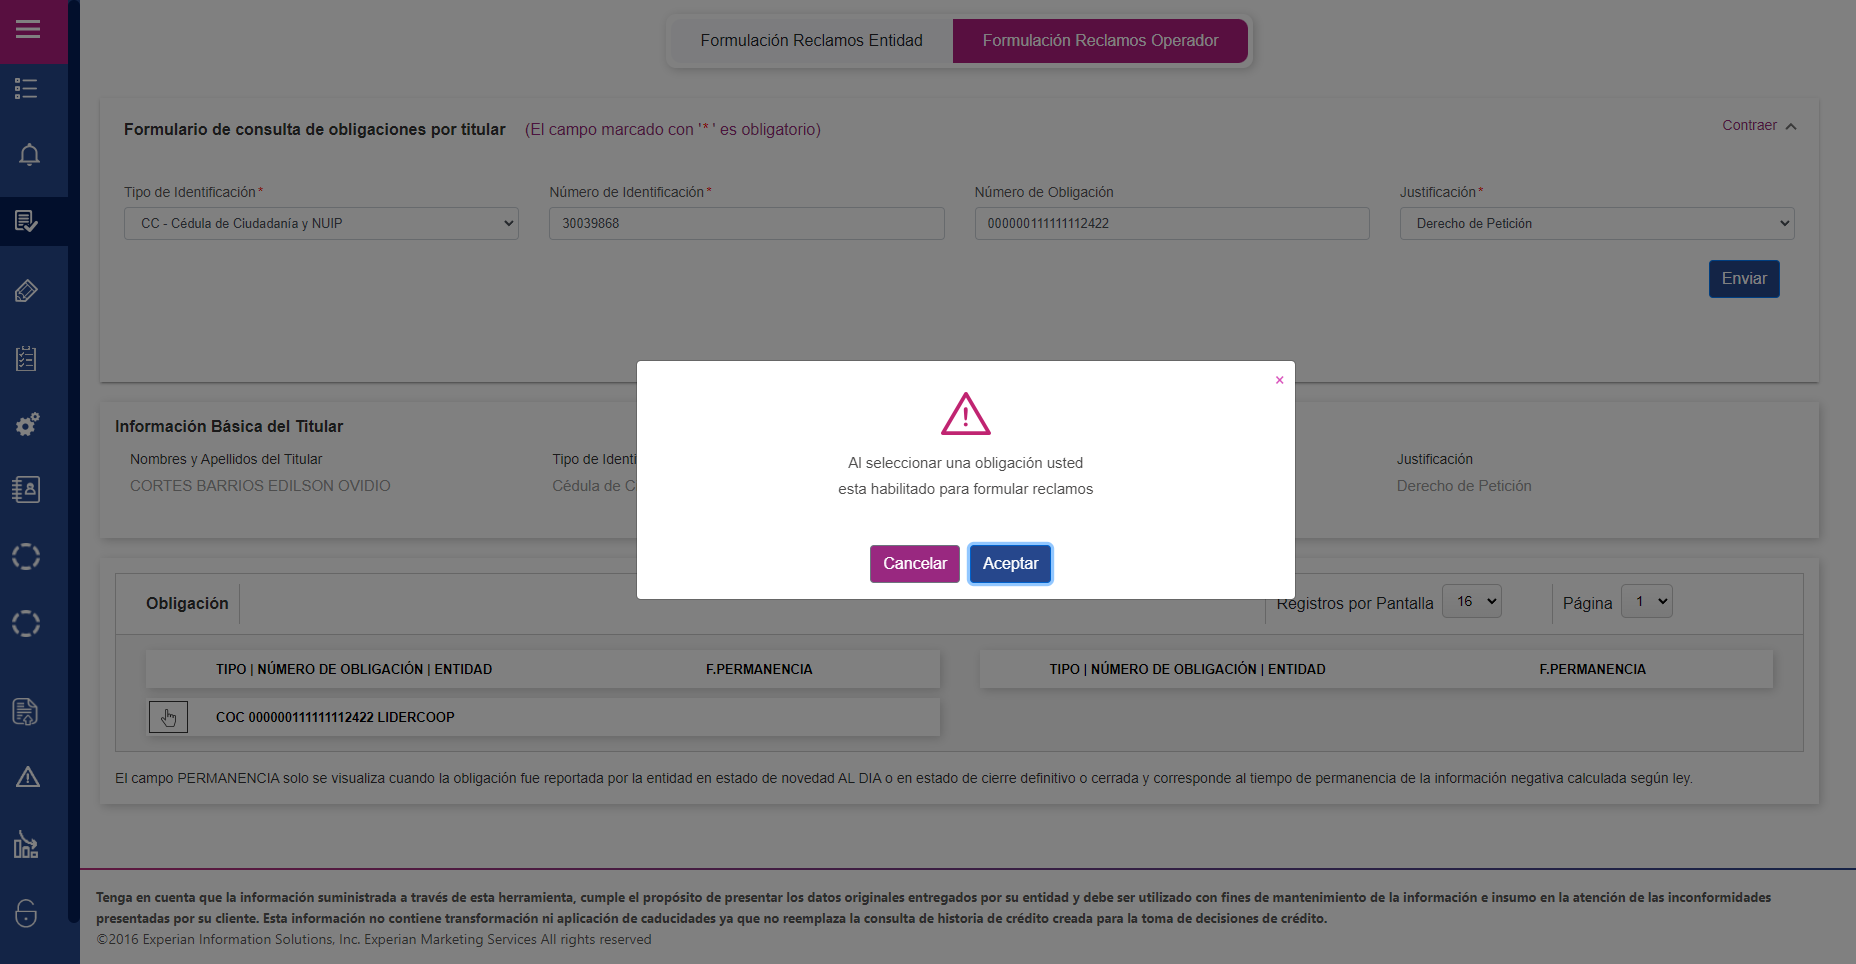 Formulación Reclamos Entidad
Formulación Reclamos Operador
Formulario de consulta de obligaciones por titular (El campo marcado con '*' es obligatorio)
Contraer
Tipo de Identificación*
Número de Identificación*
Número de Obligación
Justificación*
CC - Cédula de Ciudadanía y NUIP
30039868
000000111111112422
Derecho de Petición
Enviar
×
Al seleccionar una obligación usted
esta habilitado para formular reclamos
Cancelar
Aceptar
Información Básica del Titular
Nombres y Apellidos del Titular
Tipo de Identi
Justificación
CORTES BARRIOS EDILSON OVIDIO
Cédula de C
Derecho de Petición
Obligación
Registros por Pantalla 16
Página 1
TIPO | NÚMERO DE OBLIGACIÓN | ENTIDAD
F.PERMANENCIA
TIPO | NÚMERO DE OBLIGACIÓN | ENTIDAD
F.PERMANENCIA
COC 000000111111112422 LIDERCOOP
El campo PERMANENCIA solo se visualiza cuando la obligación fue reportada por la entidad en estado de novedad AL DIA o en estado de cierre definitivo o cerrada y corresponde al tiempo de permanencia de la información negativa calculada según ley.
Tenga en cuenta que la información suministrada a través de esta herramienta, cumple el propósito de presentar los datos originales entregados por su entidad y debe ser utilizado con fines de mantenimiento de la información e insumo en la atención de las inconformidades
presentadas por su cliente. Esta información no contiene transformación ni aplicación de caducidades ya que no reemplaza la consulta de historia de crédito creada para la toma de decisiones de crédito.
©2016 Experian Information Solutions, Inc. Experian Marketing Services All rights reserved